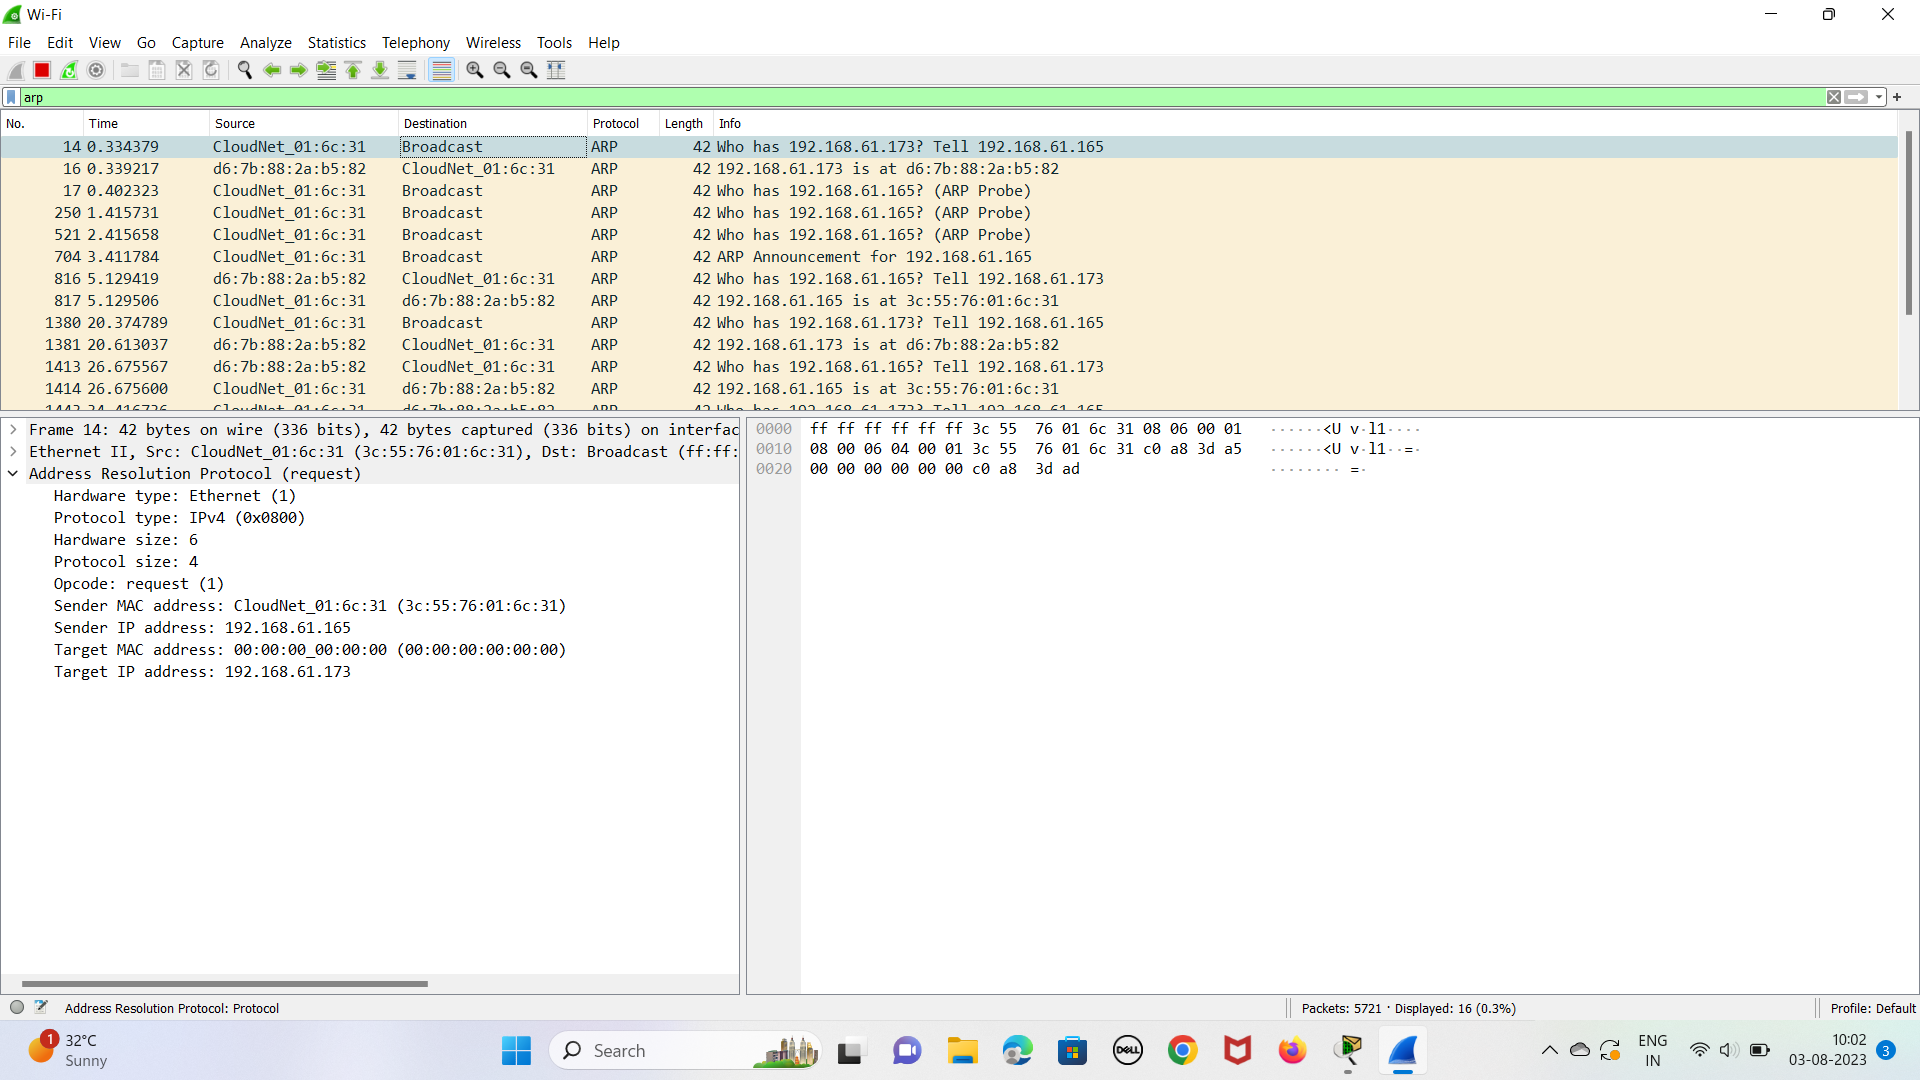 Wi-Fi
File Edit View Go Capture Analyze Statistics Telephony Wireless Tools Help
arp
No. Time Source Destination Protocol Length Info
14 0.334379 CloudNet_01:6c:31 Broadcast ARP 42 Who has 192.168.61.173? Tell 192.168.61.165
16 0.339217 d6:7b:88:2a:b5:82 CloudNet_01:6c:31 ARP 42 192.168.61.173 is at d6:7b:88:2a:b5:82
17 0.402323 CloudNet_01:6c:31 Broadcast ARP 42 Who has 192.168.61.165? (ARP Probe)
250 1.415731 CloudNet_01:6c:31 Broadcast ARP 42 Who has 192.168.61.165? (ARP Probe)
521 2.415658 CloudNet_01:6c:31 Broadcast ARP 42 Who has 192.168.61.165? (ARP Probe)
704 3.411784 CloudNet_01:6c:31 Broadcast ARP 42 ARP Announcement for 192.168.61.165
816 5.129419 d6:7b:88:2a:b5:82 CloudNet_01:6c:31 ARP 42 Who has 192.168.61.165? Tell 192.168.61.173
817 5.129506 CloudNet_01:6c:31 d6:7b:88:2a:b5:82 ARP 42 192.168.61.165 is at 3c:55:76:01:6c:31
1380 20.374789 CloudNet_01:6c:31 Broadcast ARP 42 Who has 192.168.61.173? Tell 192.168.61.165
1381 20.613037 d6:7b:88:2a:b5:82 CloudNet_01:6c:31 ARP 42 192.168.61.173 is at d6:7b:88:2a:b5:82
1413 26.675567 d6:7b:88:2a:b5:82 CloudNet_01:6c:31 ARP 42 Who has 192.168.61.165? Tell 192.168.61.173
1414 26.675600 CloudNet_01:6c:31 d6:7b:88:2a:b5:82 ARP 42 192.168.61.165 is at 3c:55:76:01:6c:31
Frame 14: 42 bytes on wire (336 bits), 42 bytes captured (336 bits) on interfac
Ethernet II, Src: CloudNet_01:6c:31 (3c:55:76:01:6c:31), Dst: Broadcast (ff:ff:
Address Resolution Protocol (request)
Hardware type: Ethernet (1)
Protocol type: IPv4 (0x0800)
Hardware size: 6
Protocol size: 4
Opcode: request (1)
Sender MAC address: CloudNet_01:6c:31 (3c:55:76:01:6c:31)
Sender IP address: 192.168.61.165
Target MAC address: 00:00:00_00:00:00 (00:00:00:00:00:00)
Target IP address: 192.168.61.173
0000 ff ff ff ff ff ff 3c 55 76 01 6c 31 08 06 00 01 ······<U v·l1····
0010 08 00 06 04 00 01 3c 55 76 01 6c 31 c0 a8 3d a5 ······<U v·l1··=·
0020 00 00 00 00 00 00 c0 a8 3d ad ········ =·
Address Resolution Protocol: Protocol
Packets: 5721 · Displayed: 16 (0.3%)
Profile: Default
1
32°C
Sunny
Search
DELL
ENG
IN
10:02
03-08-2023
3